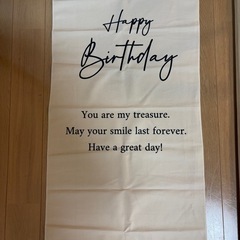 Happy
Birthday
You are my treasure.
May your smile last forever.
Have a great day!